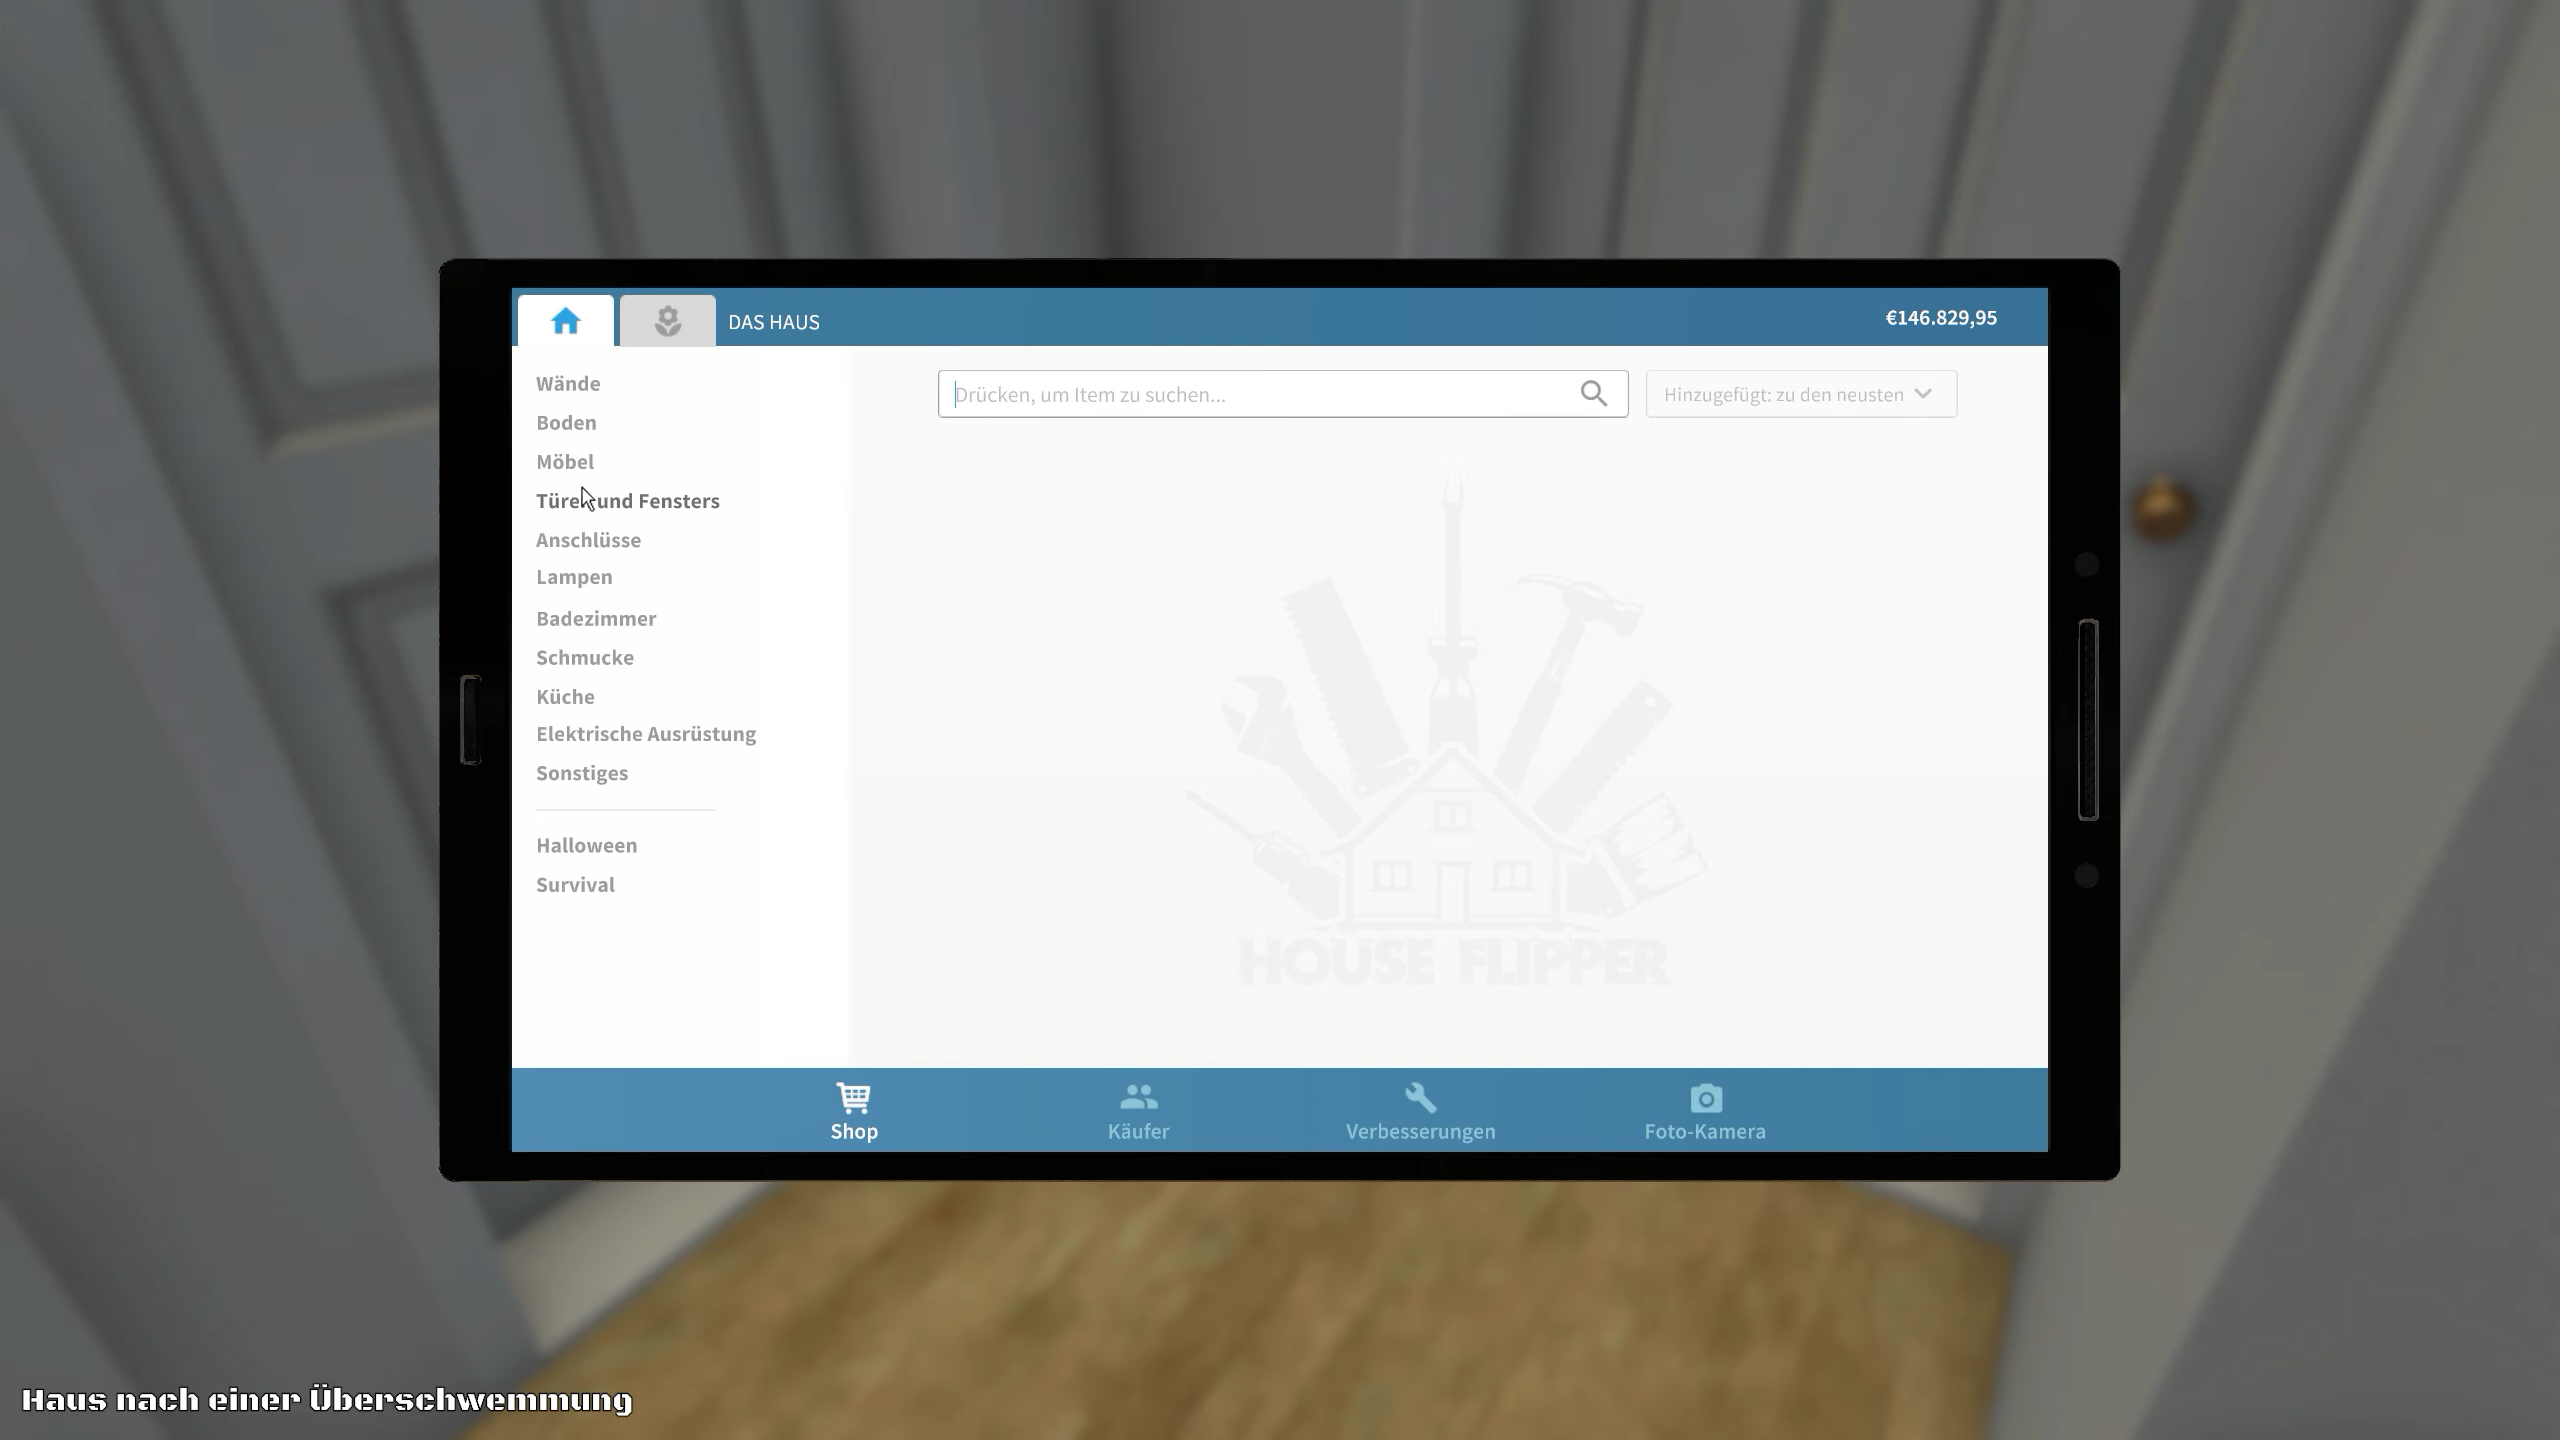 DAS HAUS
€146.829,95
Wände
Boden
Möbel
Türen und Fensters
Anschlüsse
Lampen
Badezimmer
Schmucke
Küche
Elektrische Ausrüstung
Sonstiges
Halloween
Survival
Drücken, um Item zu suchen...
Hinzugefügt: zu den neusten
HOUSE FLIPPER
Shop
Käufer
Verbesserungen
Foto-Kamera
Haus nach einer Überschwemmung